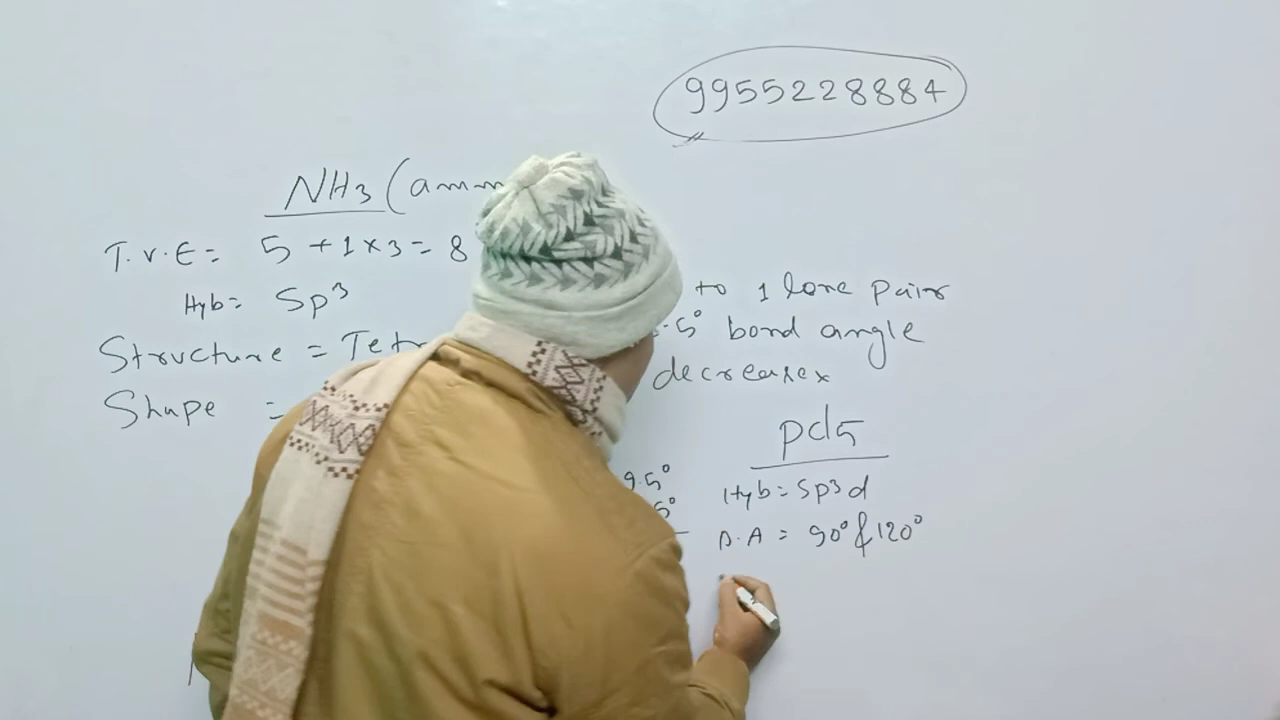 9955228884
NH3 (amm
T.V.E = 5 + 1 × 3 = 8
Hyb = Sp³
to 1 lone pair
.5° bond angle
decreases
Structure = Tetr
Shape =
pcl5
9.5°
Hyb = Sp³d
5°
B.A = 90° & 120°